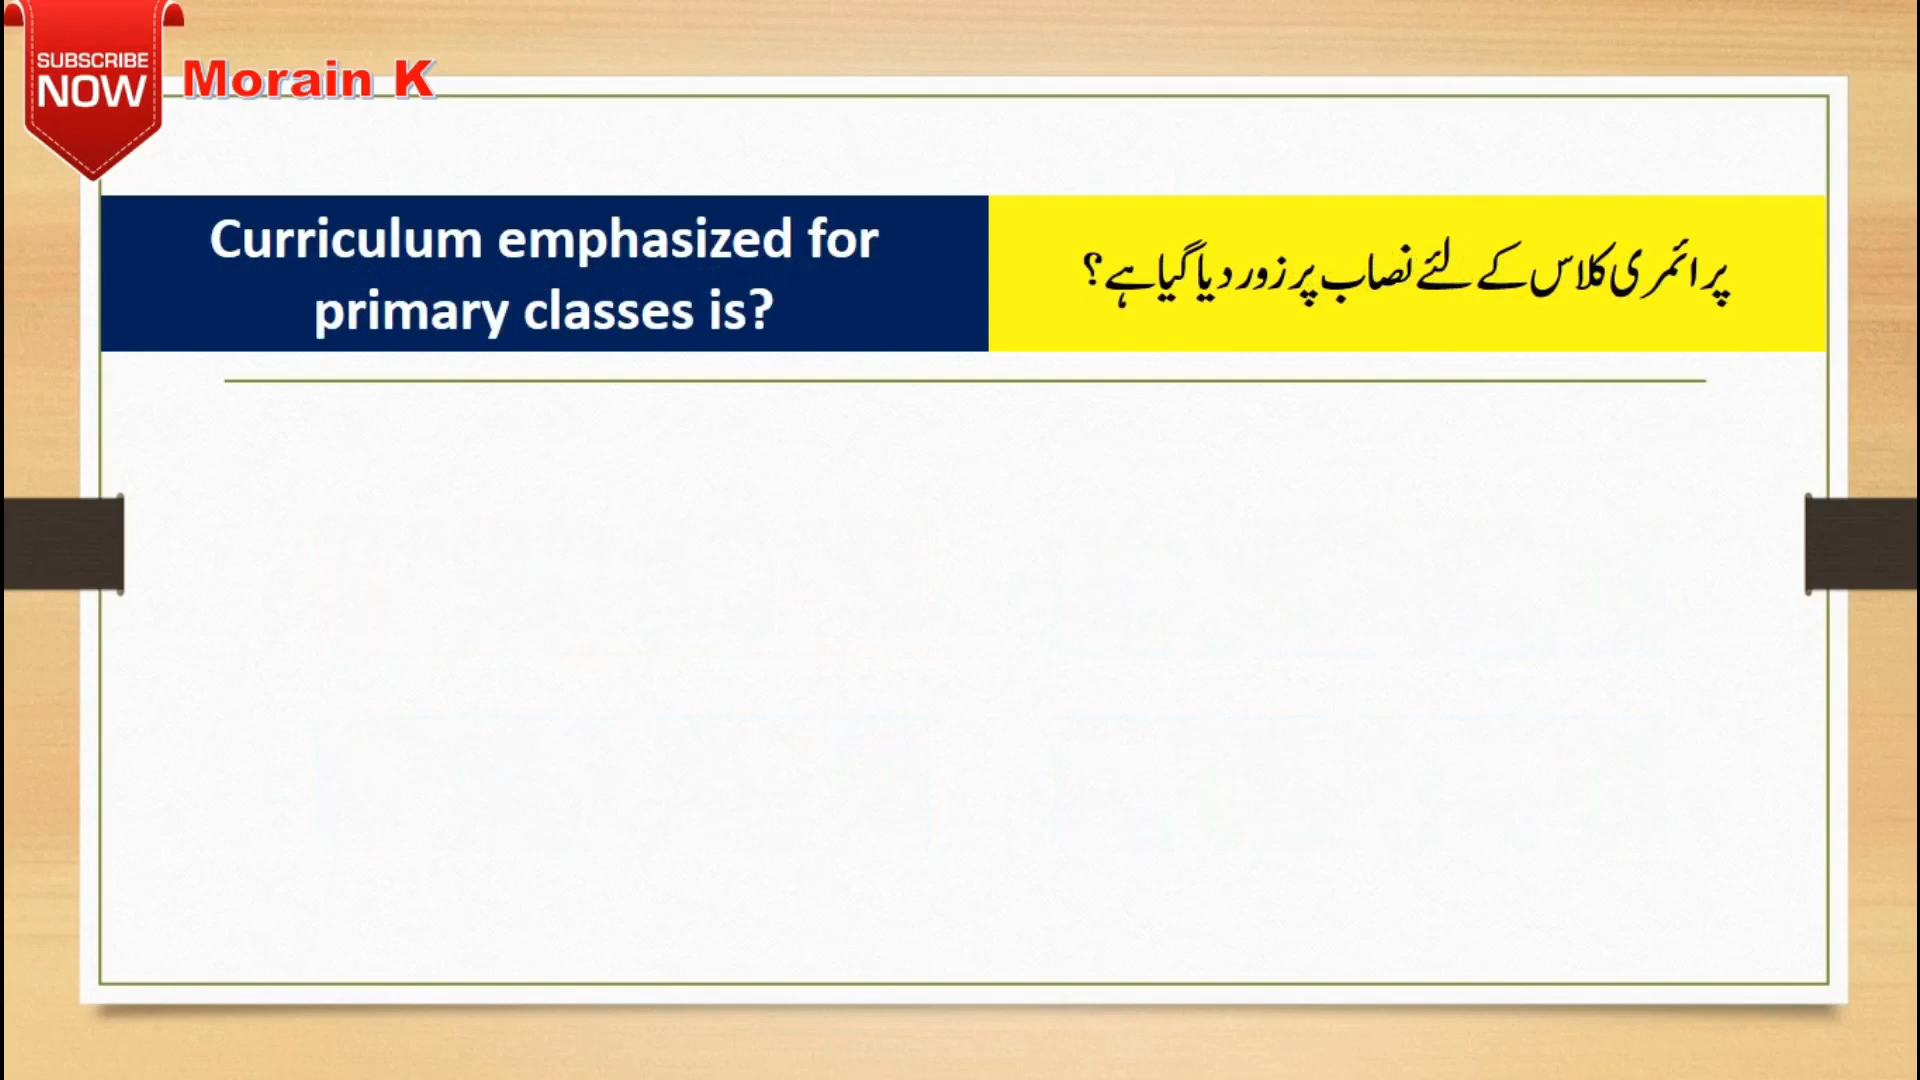 SUBSCRIBE
NOW
Morain K
Curriculum emphasized for
primary classes is?
پرائمری کلاس کے لئے نصاب پر زور دیا گیا ہے؟